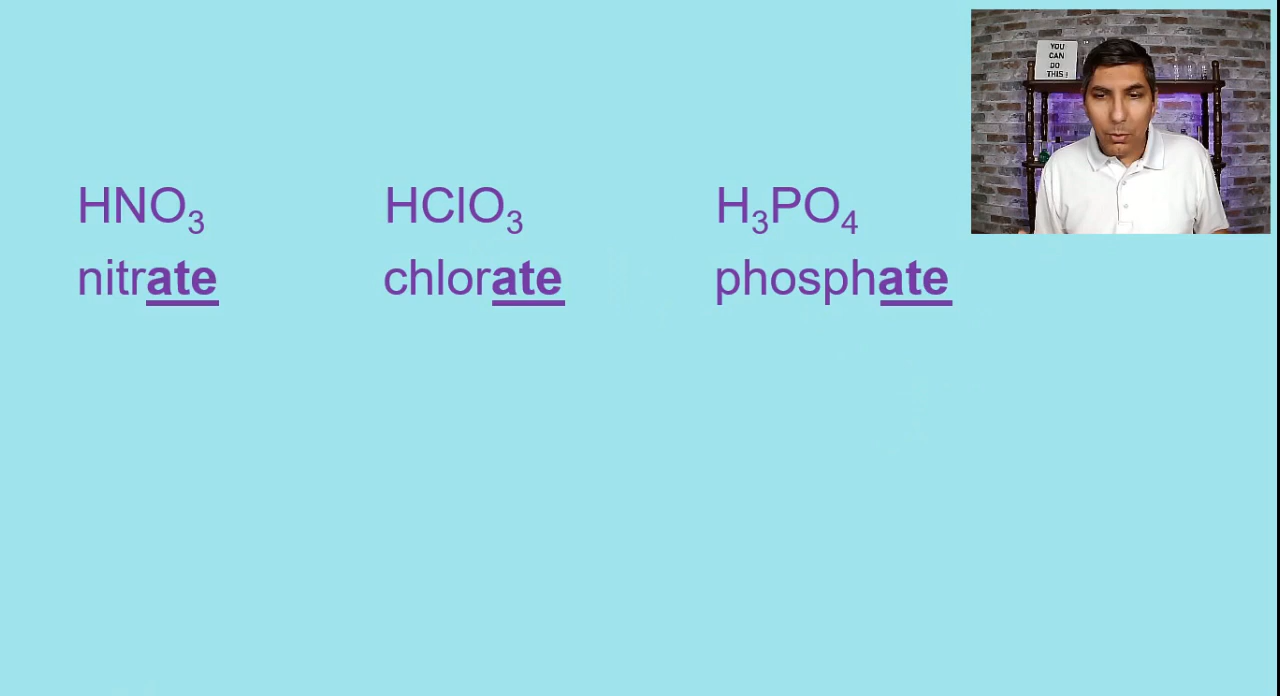 YOU
CAN
DO
THIS!
HNO₃ HClO₃ H₃PO₄
nitrate chlorate phosphate